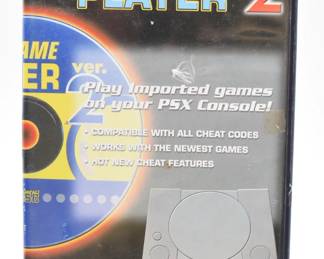 PLAYER 2
GAME
ER ver.
2
Play Imported games
on your PSX Console!
• COMPATIBLE WITH ALL CHEAT CODES
• WORKS WITH THE NEWEST GAMES
• HOT NEW CHEAT FEATURES